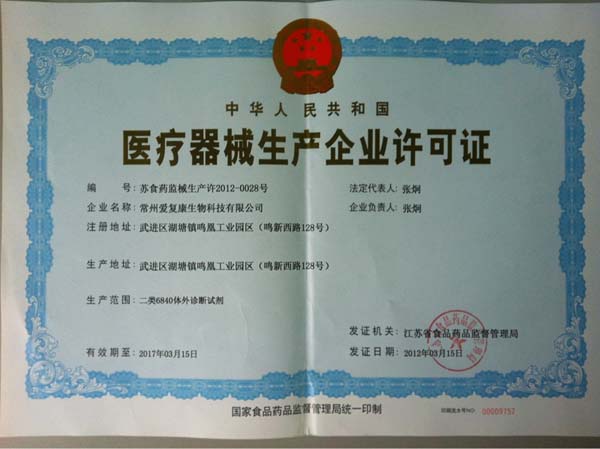 中华人民共和国
医疗器械生产企业许可证
编 号：苏食药监械生产许2012-0028号
法定代表人：张炯
企业名称：常州爱复康生物科技有限公司
企业负责人：张炯
注册地址：武进区湖塘镇鸣凰工业园区（鸣新西路128号）
生产地址：武进区湖塘镇鸣凰工业园区（鸣新西路128号）
生产范围：二类6840体外诊断试剂
发证机关：江苏省食品药品监督管理局
有效期至：2017年03月15日
发证日期：2012年03月15日
国家食品药品监督管理局统一印制
印刷流水号NO. 00009757